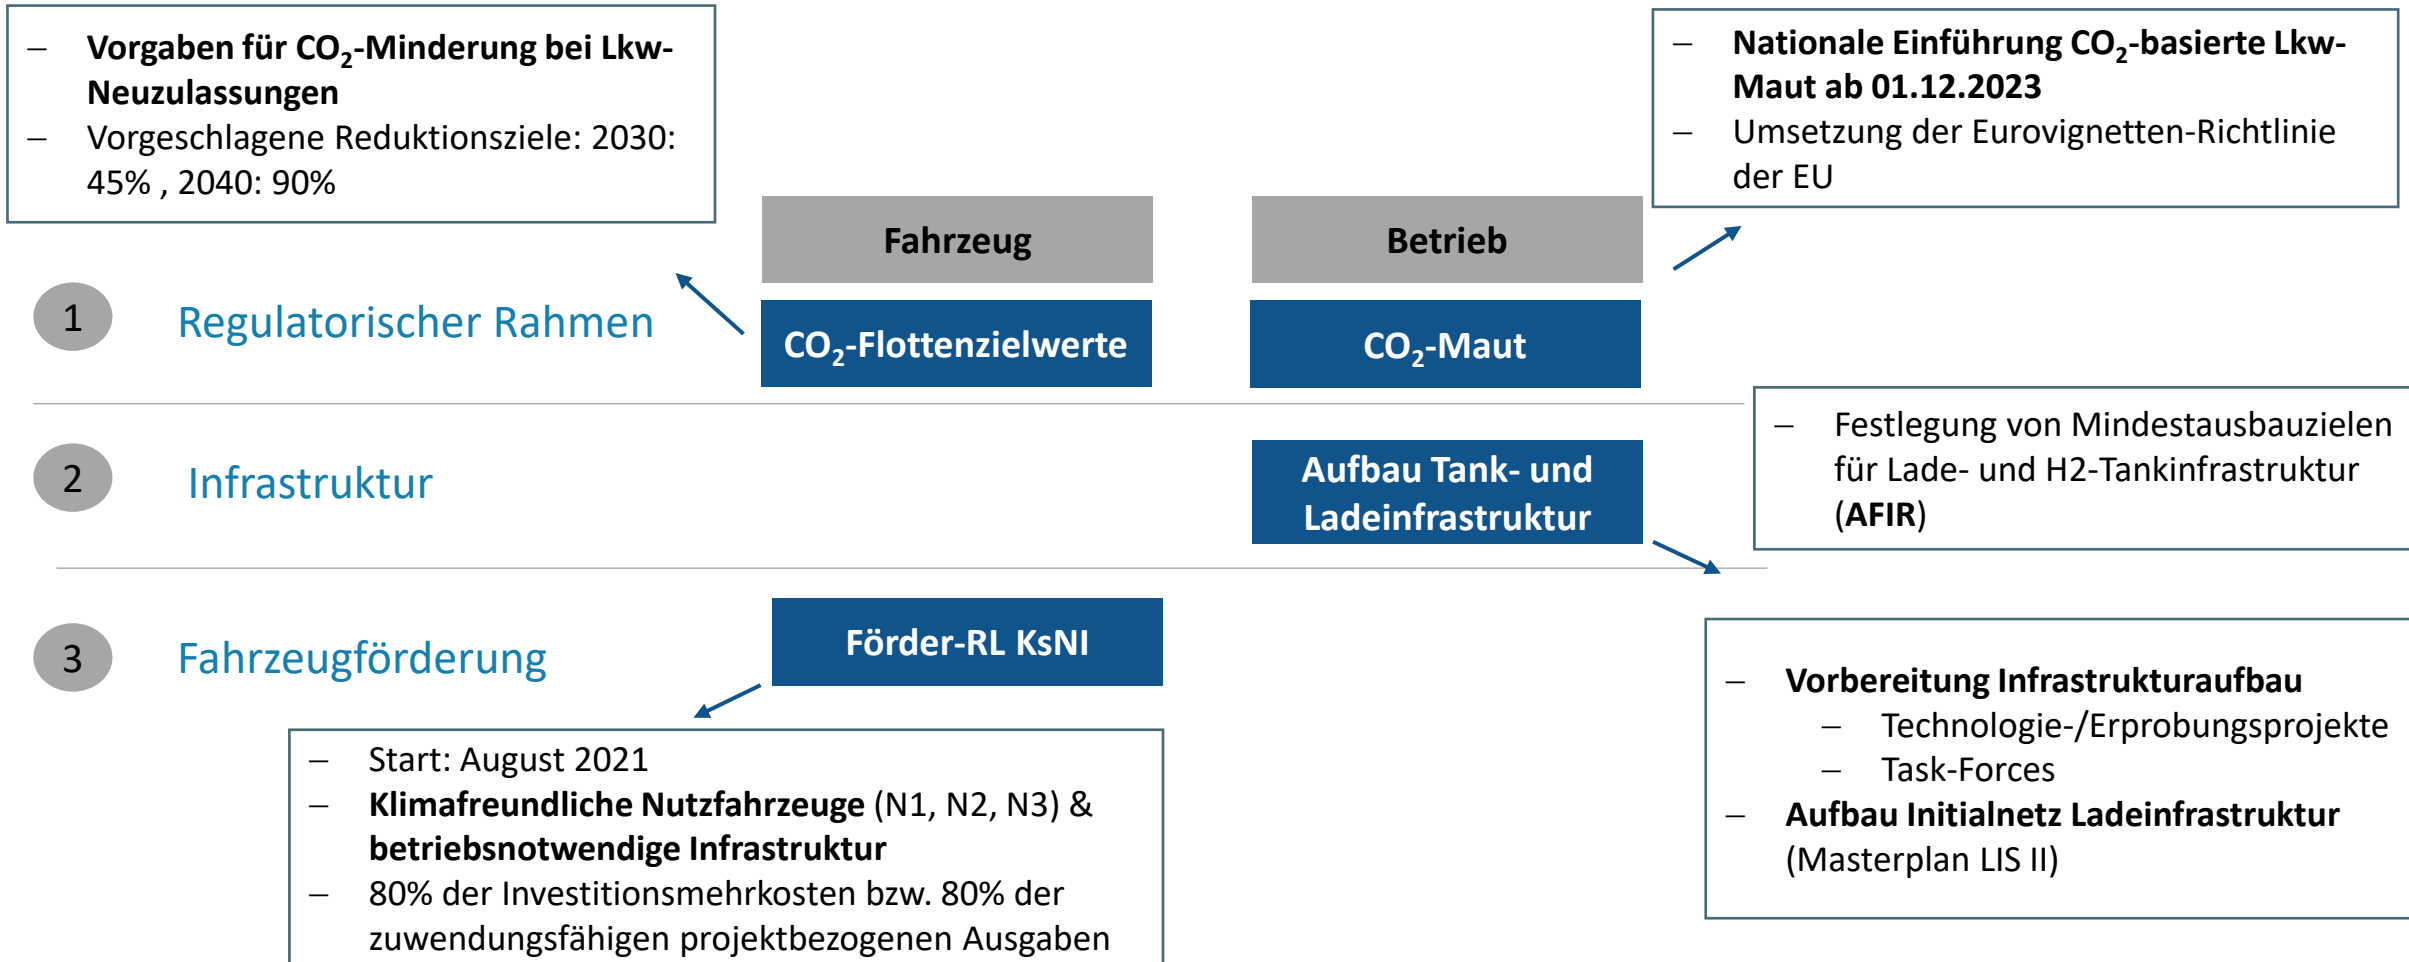 – Vorgaben für CO₂-Minderung bei Lkw-
Neuzulassungen
– Vorgeschlagene Reduktionsziele: 2030:
45% , 2040: 90%
– Nationale Einführung CO₂-basierte Lkw-
Maut ab 01.12.2023
– Umsetzung der Eurovignetten-Richtlinie
der EU
Fahrzeug
Betrieb
1 Regulatorischer Rahmen
CO₂-Flottenzielwerte
CO₂-Maut
2 Infrastruktur
Aufbau Tank- und
Ladeinfrastruktur
– Festlegung von Mindestausbauzielen
für Lade- und H2-Tankinfrastruktur
(AFIR)
3 Fahrzeugförderung
Förder-RL KsNI
– Start: August 2021
– Klimafreundliche Nutzfahrzeuge (N1, N2, N3) &
betriebsnotwendige Infrastruktur
– 80% der Investitionsmehrkosten bzw. 80% der
zuwendungsfähigen projektbezogenen Ausgaben
– Vorbereitung Infrastrukturaufbau
– Technologie-/Erprobungsprojekte
– Task-Forces
– Aufbau Initialnetz Ladeinfrastruktur
(Masterplan LIS II)